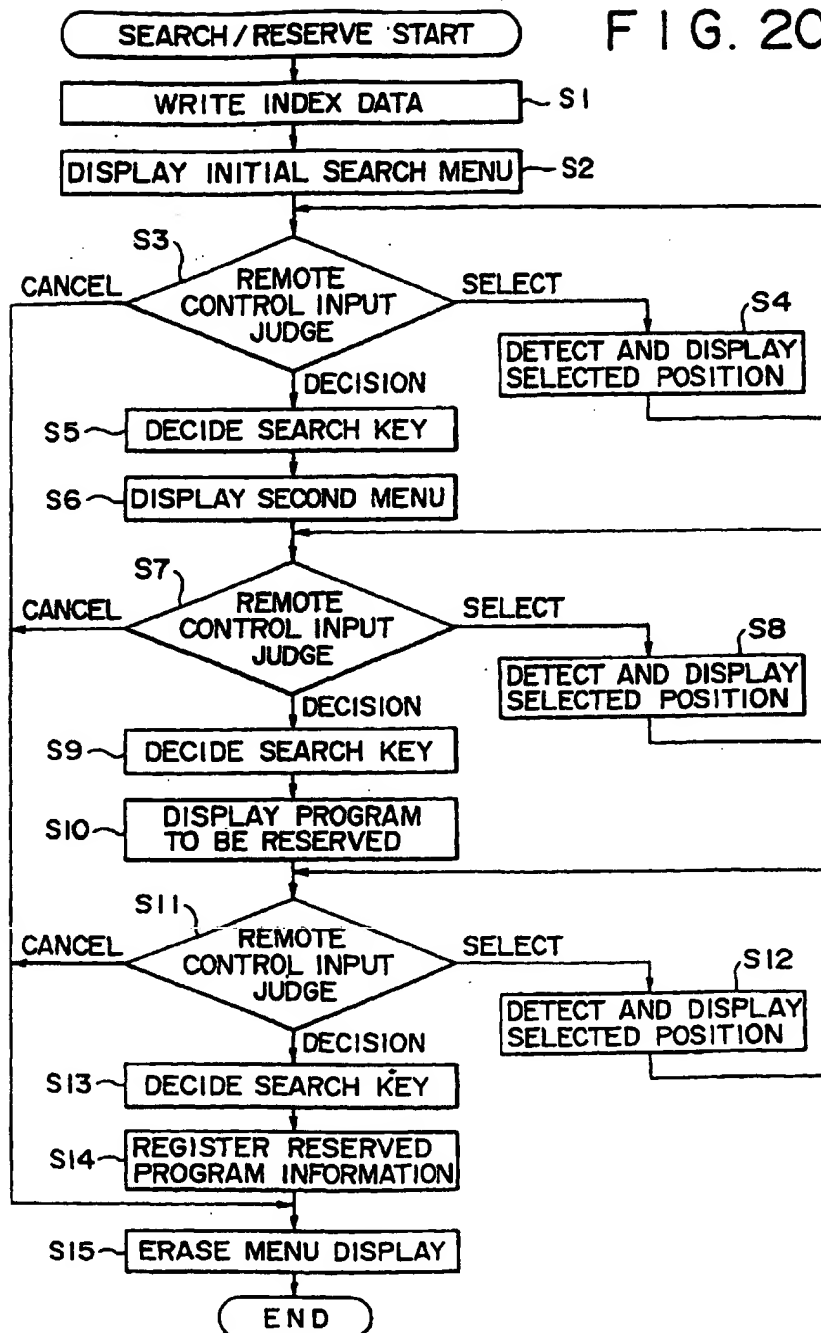 FIG. 20
SEARCH/RESERVE START
WRITE INDEX DATA
S1
DISPLAY INITIAL SEARCH MENU
S2
S3
CANCEL
REMOTE
CONTROL INPUT
JUDGE
SELECT
S4
DETECT AND DISPLAY
SELECTED POSITION
DECISION
S5
DECIDE SEARCH KEY
S6
DISPLAY SECOND MENU
S7
CANCEL
REMOTE
CONTROL INPUT
JUDGE
SELECT
S8
DETECT AND DISPLAY
SELECTED POSITION
DECISION
S9
DECIDE SEARCH KEY
S10
DISPLAY PROGRAM
TO BE RESERVED
S11
CANCEL
REMOTE
CONTROL INPUT
JUDGE
SELECT
S12
DETECT AND DISPLAY
SELECTED POSITION
DECISION
S13
DECIDE SEARCH KEY
S14
REGISTER RESERVED
PROGRAM INFORMATION
S15
ERASE MENU DISPLAY
END